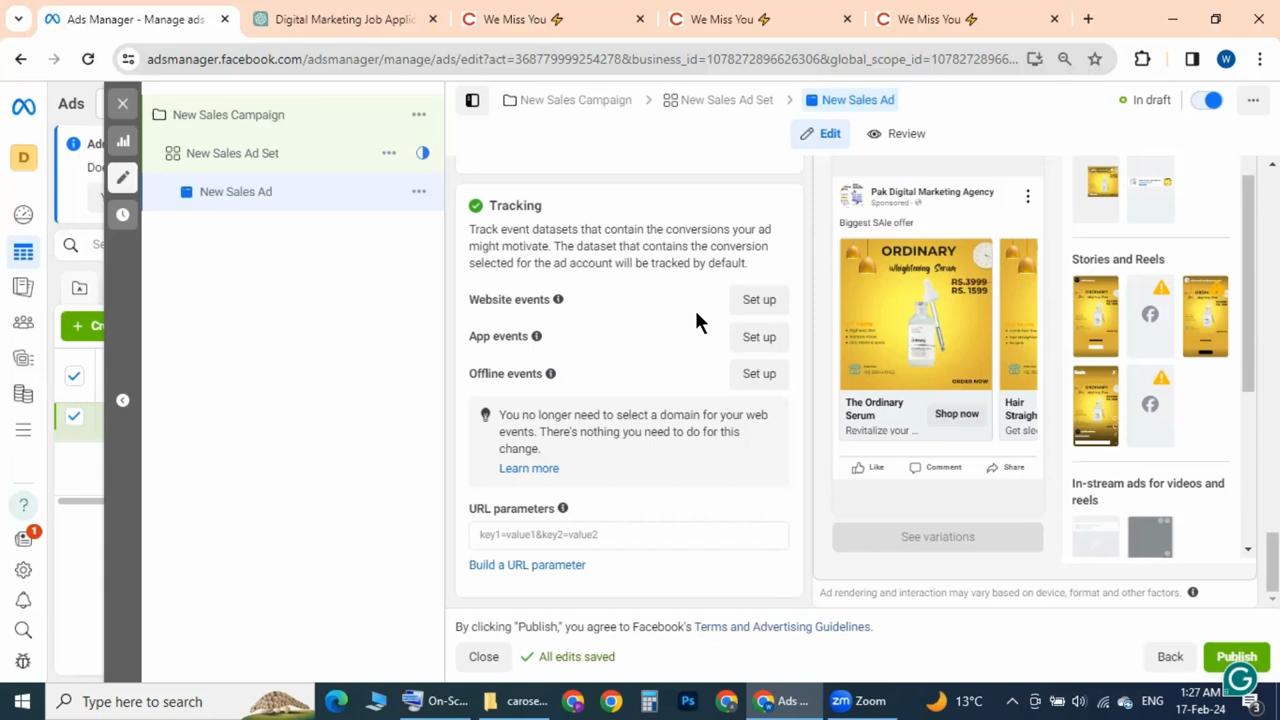 Ads Manager - Manage ads
Digital Marketing Job Applic
We Miss You ⚡
We Miss You ⚡
We Miss You ⚡
adsmanager.facebook.com/adsmanager/manage/ads/edit?act=368779999254278&business_id=1078272896626306&global_scope_id=10782728966...
W
Ads
D
New Sales Campaign
New Sales Ad Set
New Sales Ad
New Sales Campaign
New Sales Ad Set
New Sales Ad
In draft
Edit
Review
Tracking
Track event datasets that contain the conversions your ad
might motivate. The dataset that contains the conversion
selected for the ad account will be tracked by default.
Website events
Set up
App events
Set up
Offline events
Set up
You no longer need to select a domain for your web
events. There's nothing you need to do for this
change.
Learn more
URL parameters
key1=value1&key2=value2
Build a URL parameter
Pak Digital Marketing Agency
Sponsored ·
Biggest SAle offer
ORDINARY
Whightening Serum
RS.3999
RS. 1599
ORDER NOW
The Ordinary
Serum
Revitalize your ...
Shop now
Hair
Straigh
Get slee
Like
Comment
Share
See variations
Stories and Reels
In-stream ads for videos and
reels
Ad rendering and interaction may vary based on device, format and other factors.
By clicking "Publish," you agree to Facebook's Terms and Advertising Guidelines.
Close
All edits saved
Back
Publish
1
Type here to search
On-Sc...
carose...
Ps
Ads ...
Zoom
13°C
ENG
1:27 AM
17-Feb-24
3